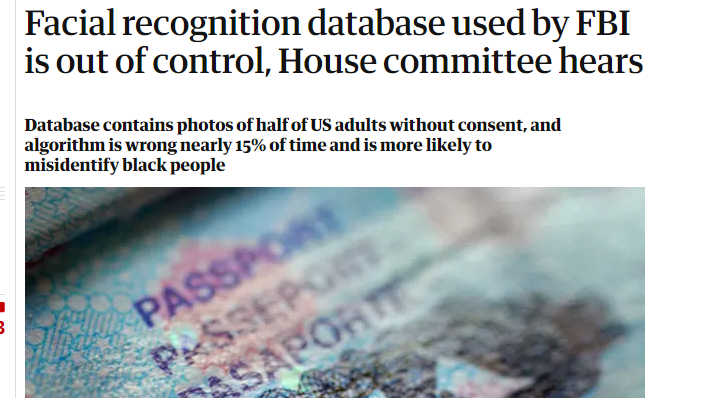 Facial recognition database used by FBI
is out of control, House committee hears
Database contains photos of half of US adults without consent, and
algorithm is wrong nearly 15% of time and is more likely to
misidentify black people
PASSPORT
PASSEPORT
PASAPORTE
3